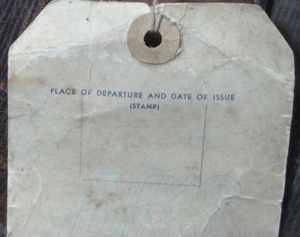 PLACE OF DEPARTURE AND DATE OF ISSUE
(STAMP)